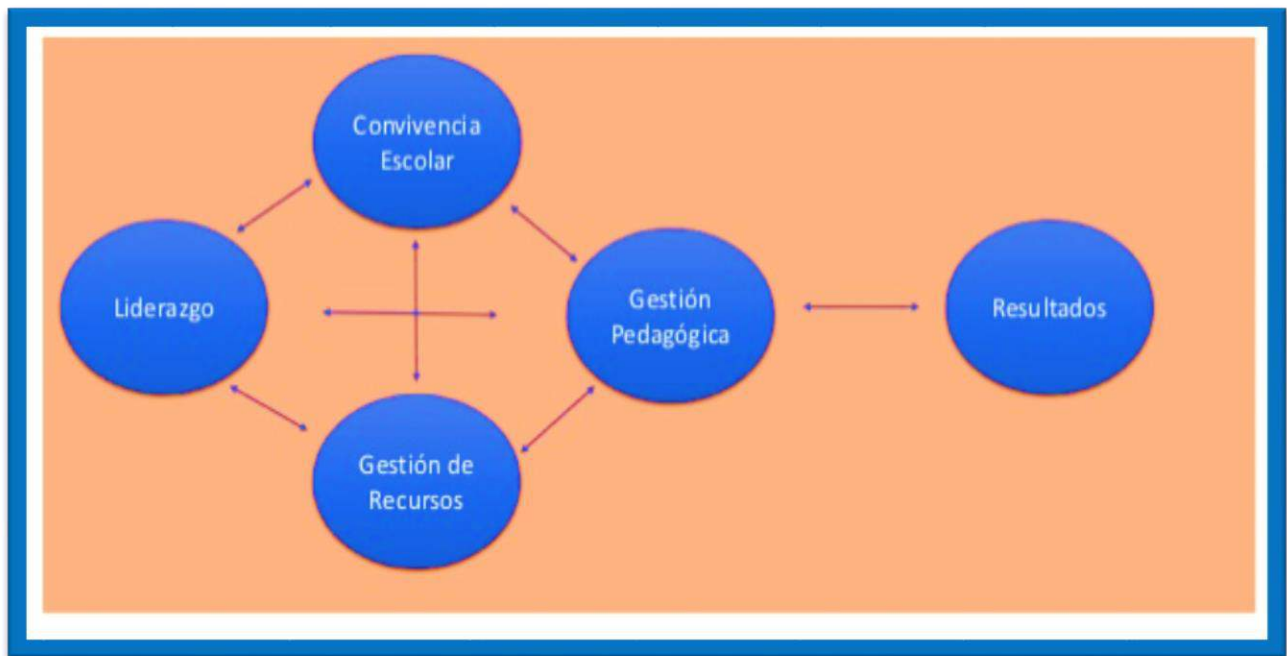 Convivencia
Escolar
Liderazgo
Gestión
Pedagógica
Resultados
Gestión de
Recursos